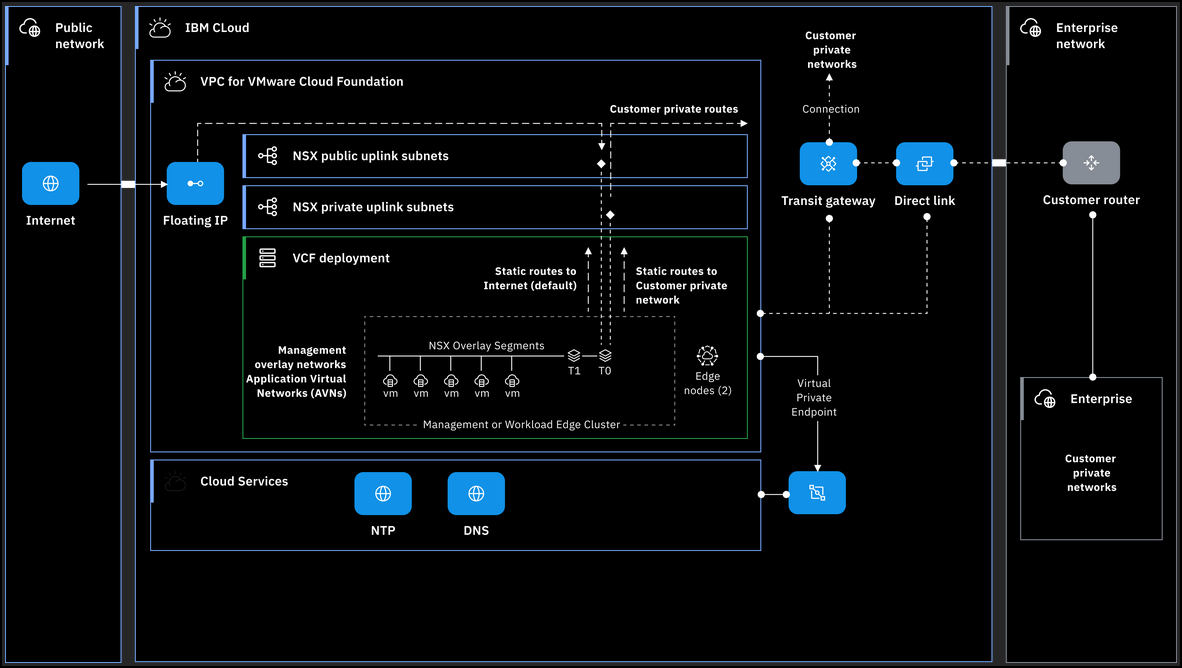 Public
network
IBM CLoud
Enterprise
network
Customer
private
networks
VPC for VMware Cloud Foundation
Customer private routes
Connection
NSX public uplink subnets
Internet
Floating IP
NSX private uplink subnets
Transit gateway
Direct link
Customer router
VCF deployment
Static routes to
Internet (default)
Static routes to
Customer private
network
Management
overlay networks
Application Virtual
Networks (AVNs)
NSX Overlay Segments
T1
T0
vm
vm
vm
vm
vm
Edge
nodes (2)
Management or Workload Edge Cluster
Virtual
Private
Endpoint
Enterprise
Customer
private
networks
Cloud Services
NTP
DNS